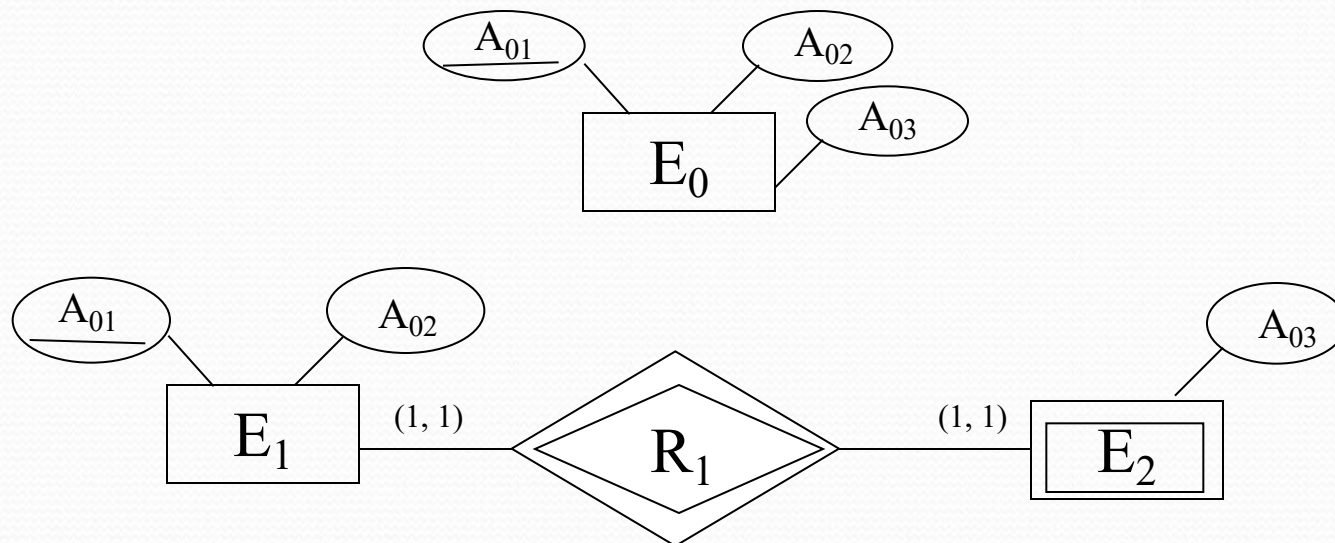 A₀₁ A₀₂
A₀₃
E₀
A₀₁ A₀₂ A₀₃
(1, 1) (1, 1)
E₁ R₁ E₂